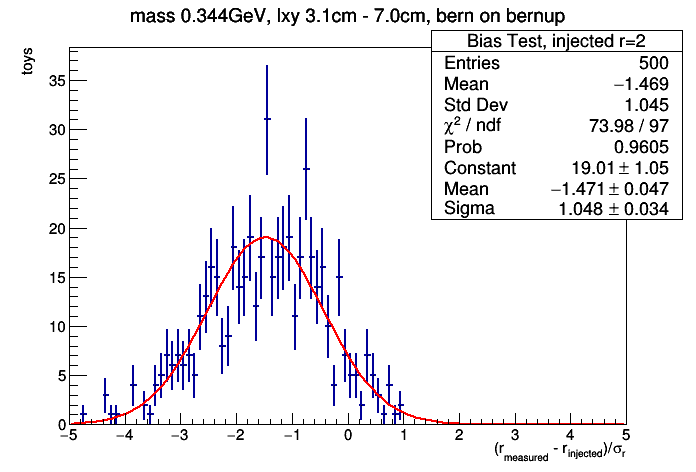 mass 0.344GeV, lxy 3.1cm - 7.0cm, bern on bernup
Bias Test, injected r=2
Entries 500
Mean −1.469
Std Dev 1.045
χ² / ndf 73.98 / 97
Prob 0.9605
Constant 19.01 ± 1.05
Mean −1.471 ± 0.047
Sigma 1.048 ± 0.034
toys
35
30
25
20
15
10
5
0
−5 −4 −3 −2 −1 0 1 2 3 4 5
(r_measured - r_injected)/σ_r